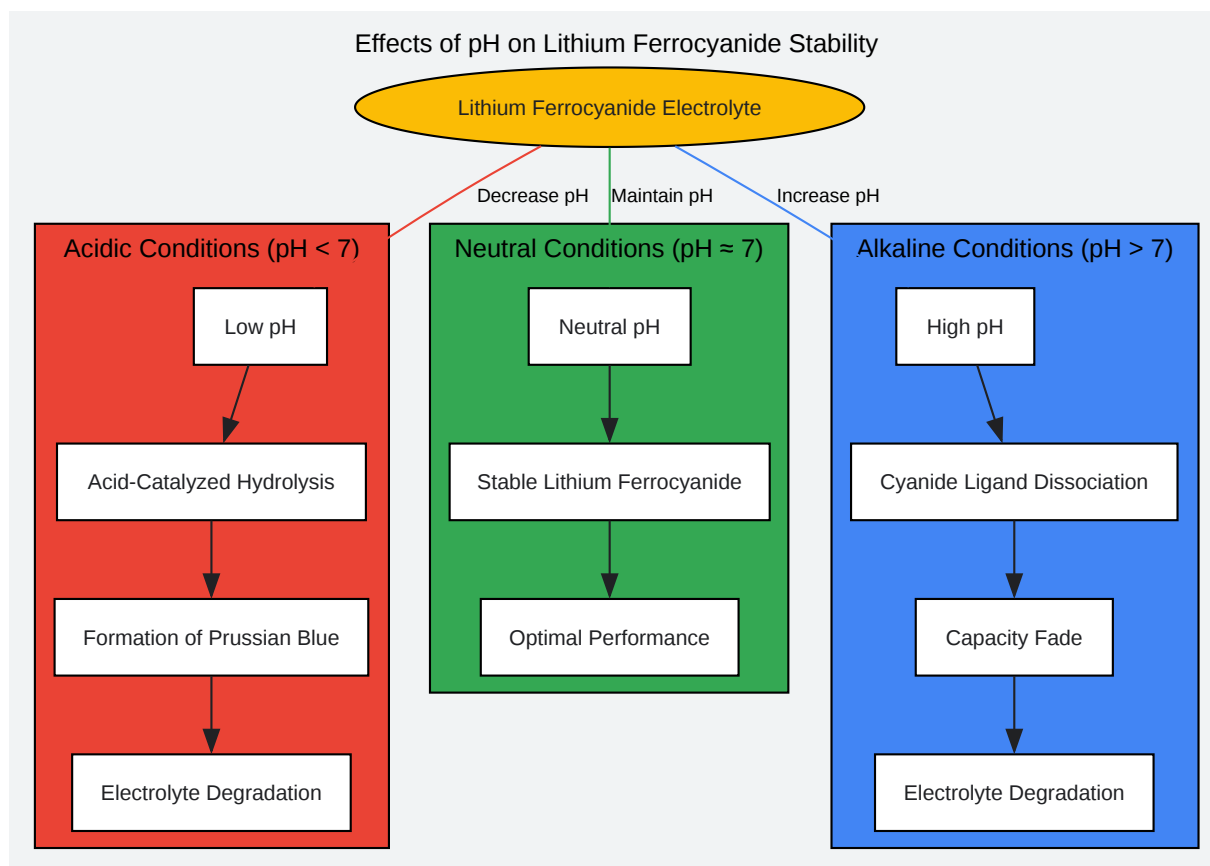 Effects of pH on Lithium Ferrocyanide Stability
Lithium Ferrocyanide Electrolyte
Decrease pH
Maintain pH
Increase pH
Acidic Conditions (pH < 7)
Low pH
Acid-Catalyzed Hydrolysis
Formation of Prussian Blue
Electrolyte Degradation
Neutral Conditions (pH ≈ 7)
Neutral pH
Stable Lithium Ferrocyanide
Optimal Performance
Alkaline Conditions (pH > 7)
High pH
Cyanide Ligand Dissociation
Capacity Fade
Electrolyte Degradation